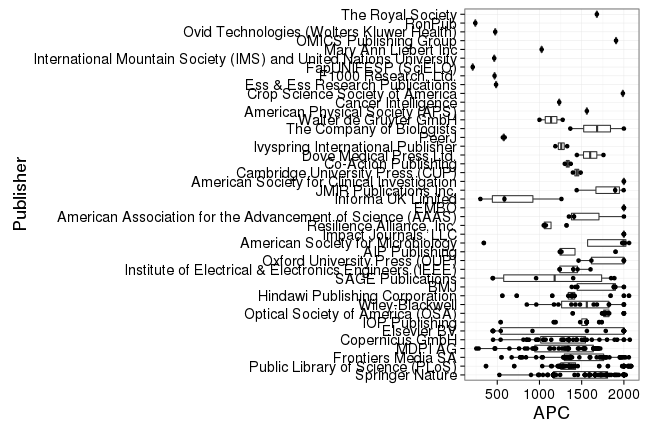 The Royal Society
RonPub
Ovid Technologies (Wolters Kluwer Health)
OMICS Publishing Group
Mary Ann Liebert Inc
International Mountain Society (IMS) and United Nations University
FapUNIFESP (SciELO)
F1000 Research, Ltd.
Ess & Ess Research Publications
Crop Science Society of America
Cancer Intelligence
American Physical Society (APS)
Walter de Gruyter GmbH
The Company of Biologists
PeerJ
Ivyspring International Publisher
Dove Medical Press Ltd.
Co-Action Publishing
Cambridge University Press (CUP)
American Society for Clinical Investigation
JMIR Publications Inc.
Informa UK Limited
EMBO
American Association for the Advancement of Science (AAAS)
Resilience Alliance, Inc.
Impact Journals, LLC
American Society for Microbiology
AIP Publishing
Oxford University Press (OUP)
Institute of Electrical & Electronics Engineers (IEEE)
SAGE Publications
BMJ
Hindawi Publishing Corporation
Wiley-Blackwell
Optical Society of America (OSA)
IOP Publishing
Elsevier BV
Copernicus GmbH
MDPI AG
Frontiers Media SA
Public Library of Science (PLoS)
Springer Nature
Publisher
500 1000 1500 2000
APC